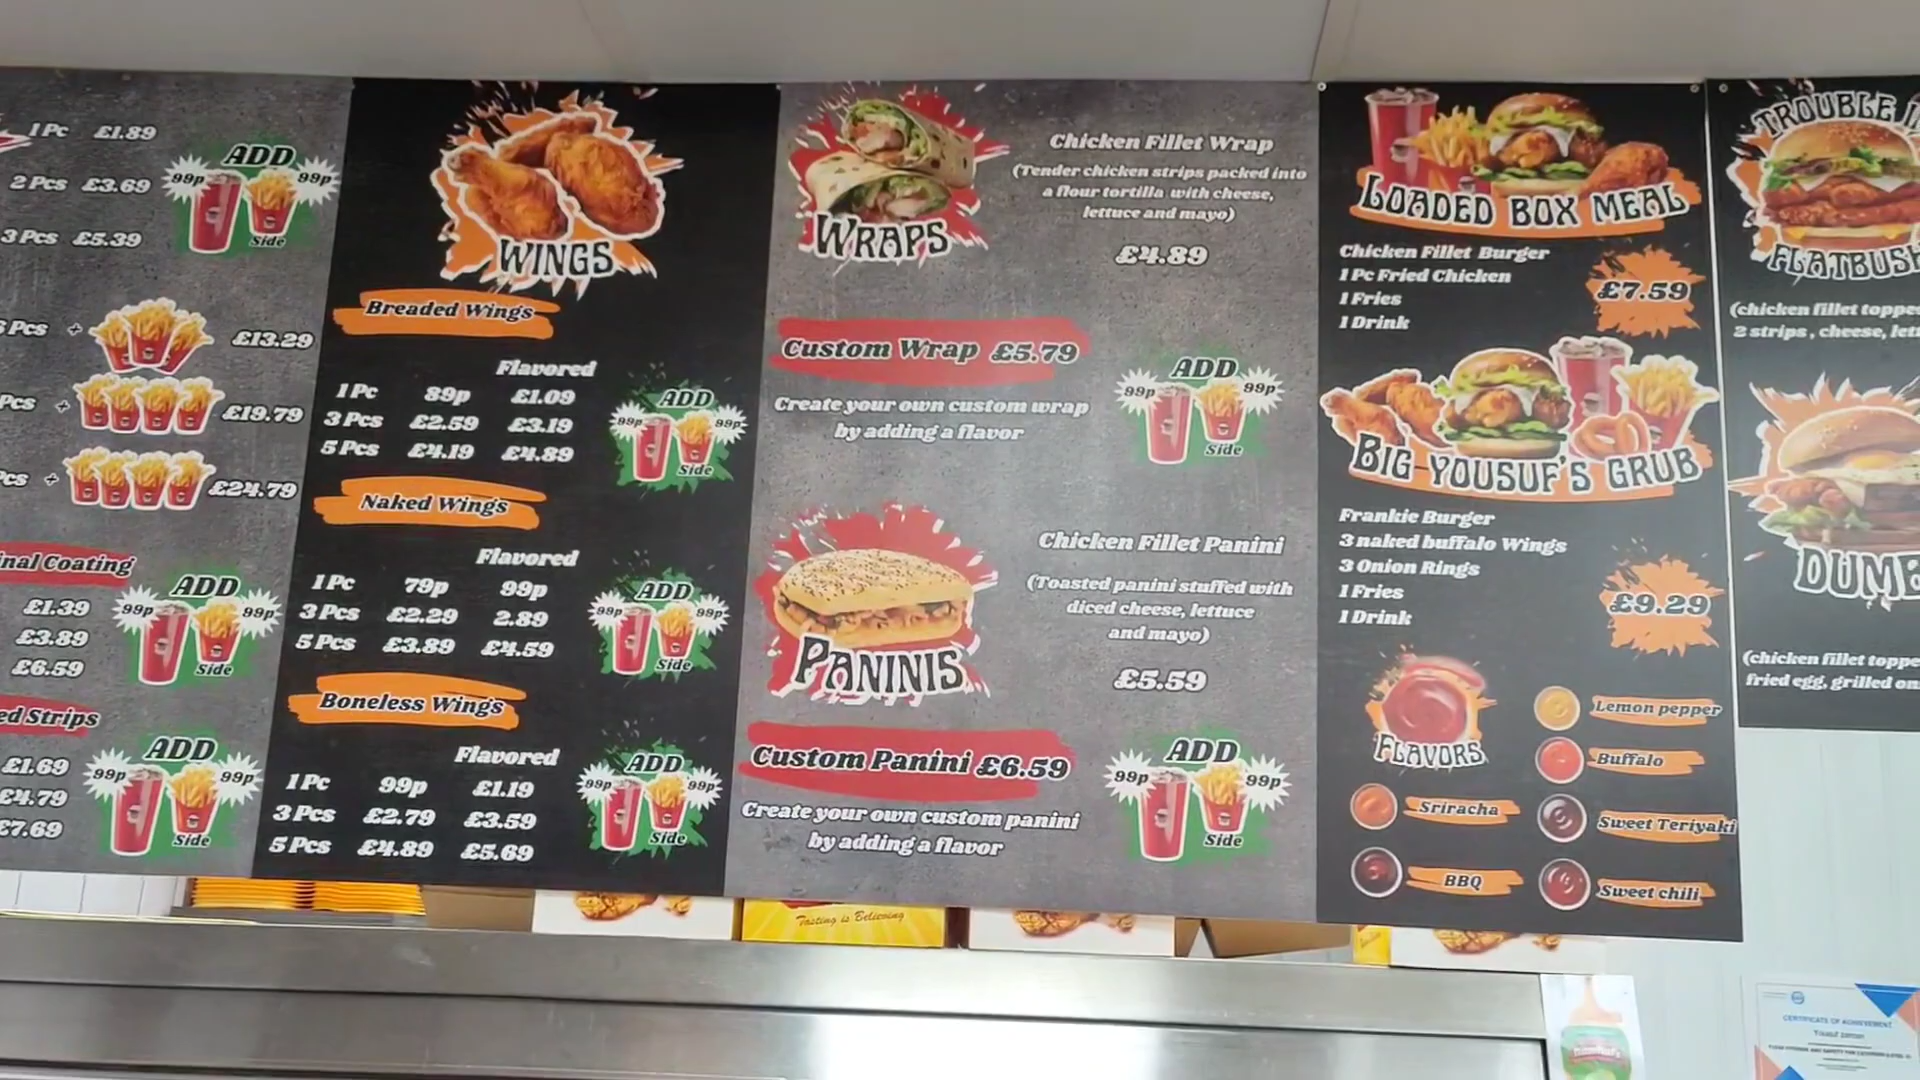 1 Pc £1.89
2 Pcs £3.69
3 Pcs £5.39
ADD
99p 99p
Side
Pcs + £13.29
Pcs + £19.79
Pcs + £24.79
Coating
£1.39
£3.89
£6.59
ADD
99p 99p
Side
Strips
£1.69
£4.79
£7.69
ADD
99p 99p
Side
WINGS
Breaded Wings
Flavored
1 Pc 89p £1.09
3 Pcs £2.59 £3.19
5 Pcs £4.19 £4.89
ADD
99p 99p
Side
Naked Wings
Flavored
1 Pc 79p 99p
3 Pcs £2.29 2.89
5 Pcs £3.89 £4.59
ADD
99p 99p
Side
Boneless Wings
Flavored
1 Pc 99p £1.19
3 Pcs £2.79 £3.59
5 Pcs £4.89 £5.69
ADD
99p 99p
Side
WRAPS
Chicken Fillet Wrap
(Tender chicken strips packed into
a flour tortilla with cheese,
lettuce and mayo)
£4.89
Custom Wrap £5.79
Create your own custom wrap
by adding a flavor
ADD
99p 99p
Side
PANINIS
Chicken Fillet Panini
(Toasted panini stuffed with
diced cheese, lettuce
and mayo)
£5.59
Custom Panini £6.59
Create your own custom panini
by adding a flavor
ADD
99p 99p
Side
LOADED BOX MEAL
Chicken Fillet Burger
1 Pc Fried Chicken
1 Fries
1 Drink
£7.59
BIG YOUSUF'S GRUB
Frankie Burger
3 naked buffalo Wings
3 Onion Rings
1 Fries
1 Drink
£9.29
FLAVORS
Lemon pepper
Buffalo
Sriracha
Sweet Teriyaki
BBQ
Sweet chili
TROUBLE
FLATBUSH
(chicken fillet topped
2 strips, cheese,
DUMB
(chicken fillet
fried egg, grilled
Tasting is Believing
CERTIFICATE OF ACHIEVEMENT